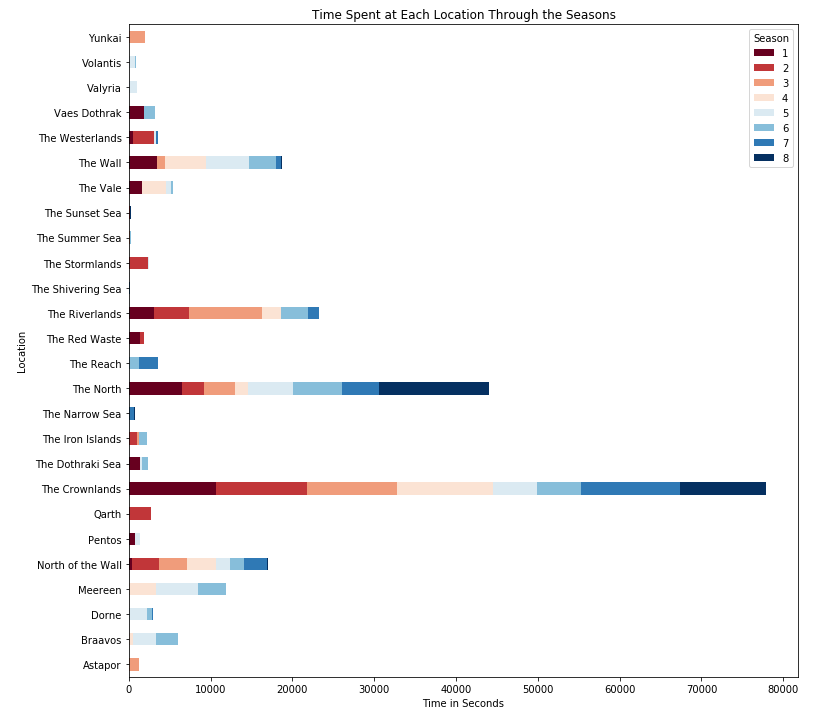 Time Spent at Each Location Through the Seasons
Season
1
2
3
4
5
6
7
8
Location
Yunkai
Volantis
Valyria
Vaes Dothrak
The Westerlands
The Wall
The Vale
The Sunset Sea
The Summer Sea
The Stormlands
The Shivering Sea
The Riverlands
The Red Waste
The Reach
The North
The Narrow Sea
The Iron Islands
The Dothraki Sea
The Crownlands
Qarth
Pentos
North of the Wall
Meereen
Dorne
Braavos
Astapor
0 10000 20000 30000 40000 50000 60000 70000 80000
Time in Seconds